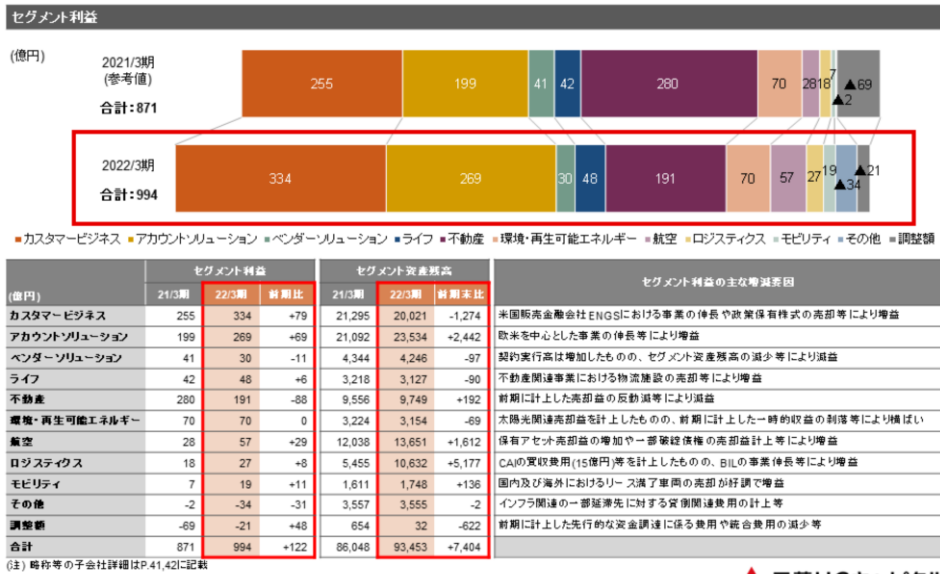 セグメント利益
(億円)
2021/3期
(参考値)
合計:871
255 199 41 42 280 70 28 18 7 ▲2 ▲69
2022/3期
合計:994
334 269 30 48 191 70 57 27 19 ▲34 ▲21
■カスタマービジネス ■アカウントソリューション ■ベンダーソリューション ■ライフ ■不動産 ■環境・再生可能エネルギー ■航空 ■ロジスティクス ■モビリティ ■その他 ■調整額
(億円) セグメント利益 セグメント資産残高 セグメント利益の主な増減要因
21/3期 22/3期 前期比 21/3期 22/3期 前期末比
カスタマービジネス 255 334 +79 21,295 20,021 -1,274 米国販売金融会社ENGSにおける事業の伸長や政策保有株式の売却等により増益
アカウントソリューション 199 269 +69 21,092 23,534 +2,442 欧米を中心とした事業の伸長等により増益
ベンダーソリューション 41 30 -11 4,344 4,246 -97 契約実行高は増加したものの、セグメント資産残高の減少等により減益
ライフ 42 48 +6 3,218 3,127 -90 不動産関連事業における物流施設の売却等により増益
不動産 280 191 -88 9,556 9,749 +192 前期に計上した売却益の反動減等により減益
環境・再生可能エネルギー 70 70 0 3,224 3,154 -69 太陽光関連売却益を計上したものの、前期に計上した一時的収益の剥落等により横ばい
航空 28 57 +29 12,038 13,651 +1,612 保有アセット売却益の増加や一部破綻債権の売却益計上等により増益
ロジスティクス 18 27 +8 5,455 10,632 +5,177 CAIの買収費用(15億円)等を計上したものの、BILの事業伸長等により増益
モビリティ 7 19 +11 1,611 1,748 +136 国内及び海外におけるリース満了車両の売却が好調で増益
その他 -2 -34 -31 3,557 3,555 -2 インフラ関連の一部延滞先に対する貸倒関連費用の計上等
調整額 -69 -21 +48 654 32 -622 前期に計上した先行的な資金調達に係る費用や統合費用の減少等
合計 871 994 +122 86,048 93,453 +7,404
(注) 略称等の子会社詳細はP.41,42に記載